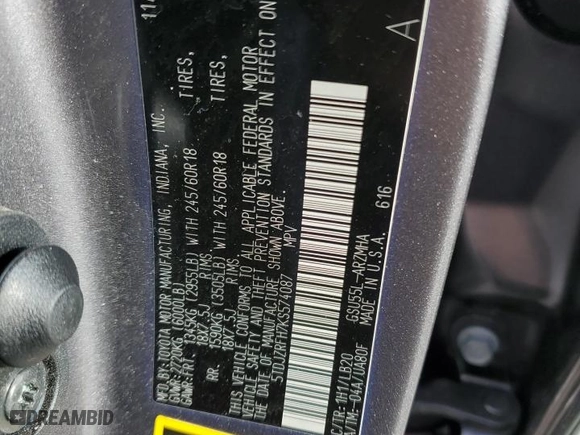 11/
MFD.BY:TOYOTA MOTOR MANUFACTURING, INDIANA, INC.
GVWR:2720KG (6000LB)
GAWR:FRT. 1345KG (2955LB) WITH 245/60R18 TIRES,
18X7.5J RIMS
RR. 1590KG (3505LB) WITH 245/60R18 TIRES,
18X7.5J RIMS,
THIS VEHICLE CONFORMS TO ALL APPLICABLE FEDERAL MOTOR
VEHICLE SAFETY AND THEFT PREVENTION STANDARDS IN EFFECT ON
THE DATE OF MANUFACTURE SHOWN ABOVE.
MPV
A
C/TR: 1H1/LB20 GSU55L-ARZMHA
A/TM: -04A/UA80F MADE IN U.S.A. 616
DREAMBID